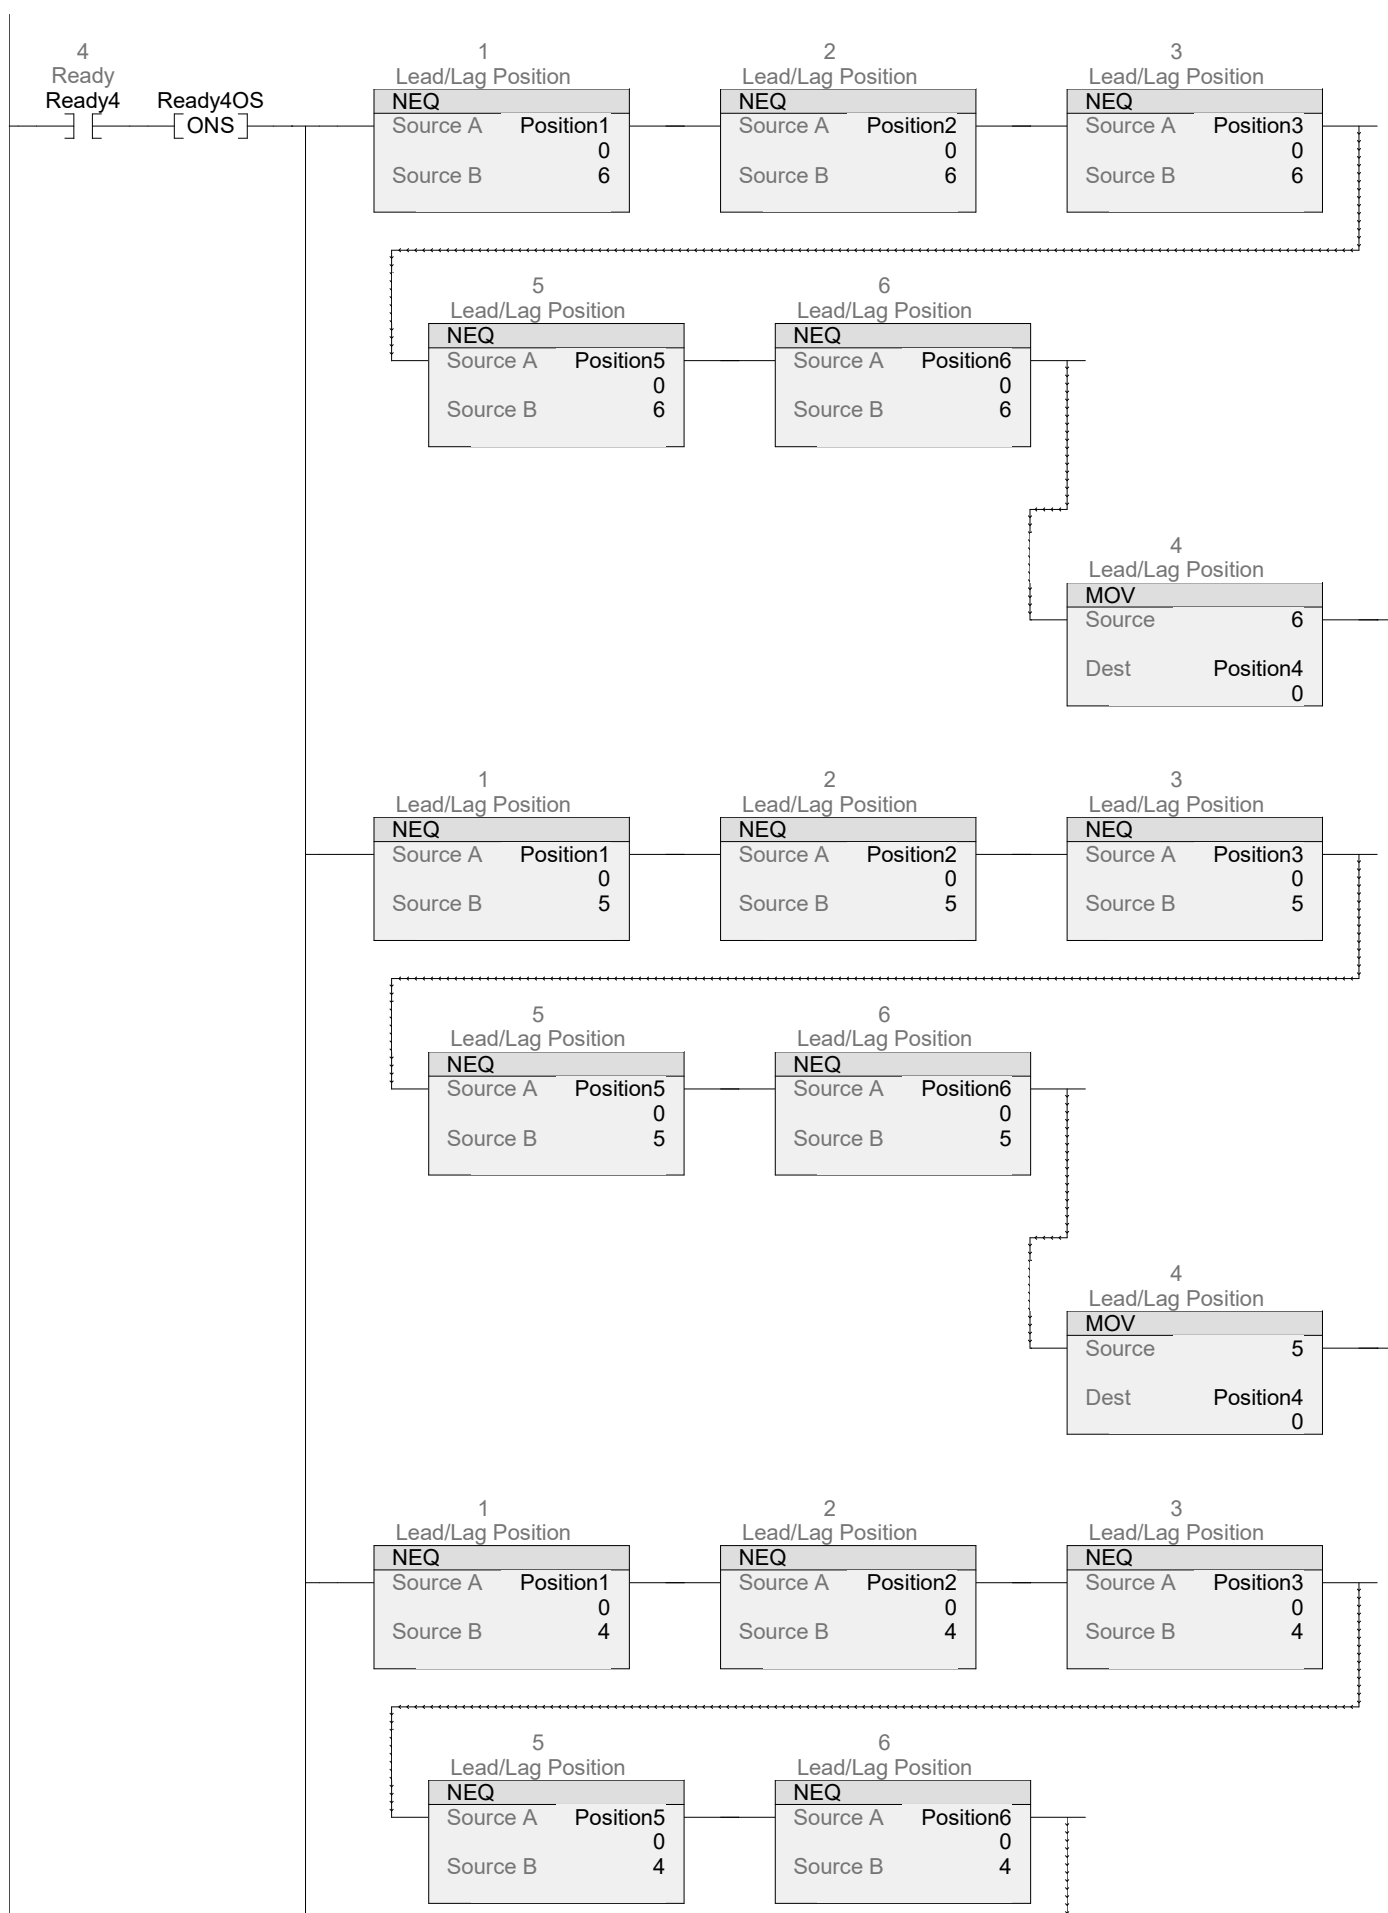 4
Ready
Ready4
Ready4OS
ONS
1 2 3
Lead/Lag Position Lead/Lag Position Lead/Lag Position
NEQ NEQ NEQ
Source A Position1 Source A Position2 Source A Position3
0 0 0
Source B 6 Source B 6 Source B 6
5 6
Lead/Lag Position Lead/Lag Position
NEQ NEQ
Source A Position5 Source A Position6
0 0
Source B 6 Source B 6
4
Lead/Lag Position
MOV
Source 6
Dest Position4
0
1 2 3
Lead/Lag Position Lead/Lag Position Lead/Lag Position
NEQ NEQ NEQ
Source A Position1 Source A Position2 Source A Position3
0 0 0
Source B 5 Source B 5 Source B 5
5 6
Lead/Lag Position Lead/Lag Position
NEQ NEQ
Source A Position5 Source A Position6
0 0
Source B 5 Source B 5
4
Lead/Lag Position
MOV
Source 5
Dest Position4
0
1 2 3
Lead/Lag Position Lead/Lag Position Lead/Lag Position
NEQ NEQ NEQ
Source A Position1 Source A Position2 Source A Position3
0 0 0
Source B 4 Source B 4 Source B 4
5 6
Lead/Lag Position Lead/Lag Position
NEQ NEQ
Source A Position5 Source A Position6
0 0
Source B 4 Source B 4